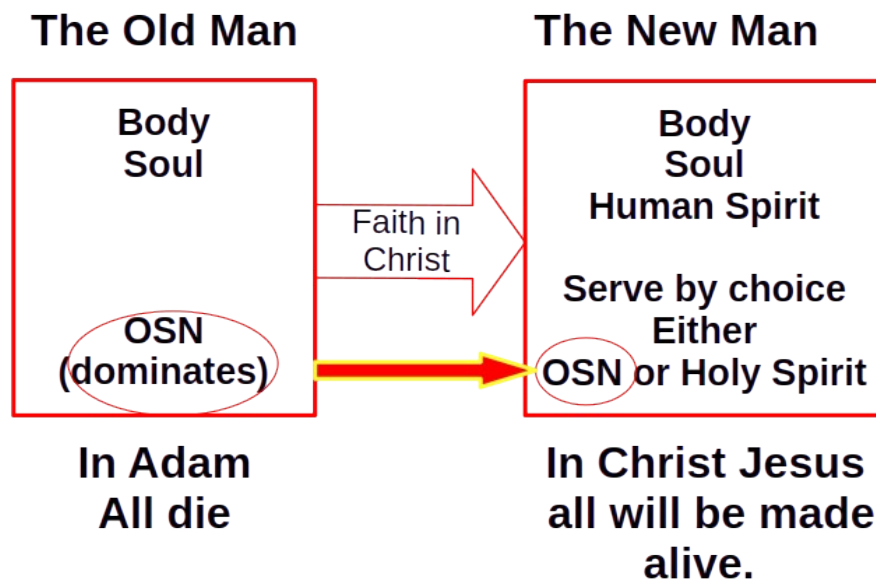 The Old Man
Body
Soul
OSN
(dominates)
In Adam
All die
Faith in
Christ
The New Man
Body
Soul
Human Spirit
Serve by choice
Either
OSN or Holy Spirit
In Christ Jesus
all will be made
alive.